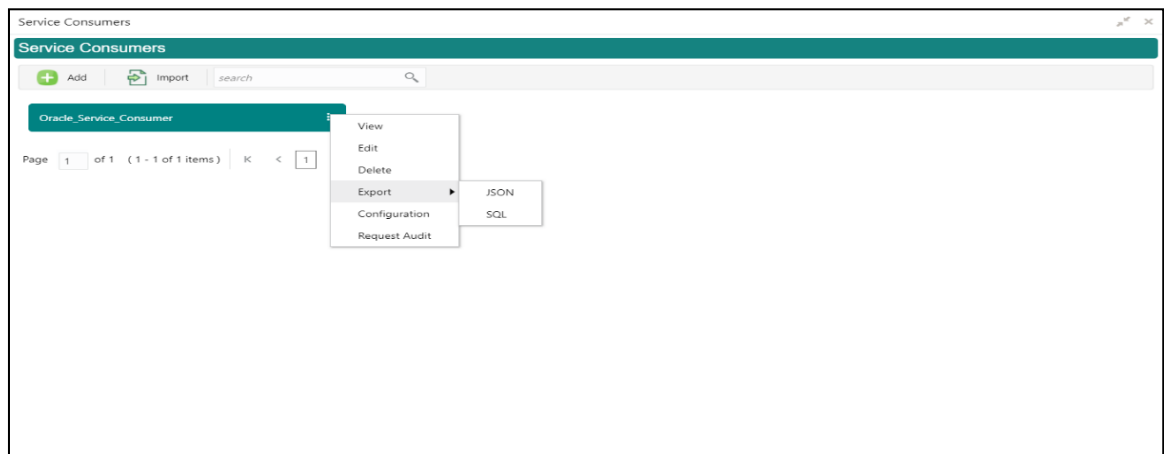 Service Consumers
Service Consumers
Add Import search
Oracle_Service_Consumer
View
Edit
Page 1 of 1 ( 1 - 1 of 1 items ) K < 1
Delete
Export JSON
Configuration SQL
Request Audit